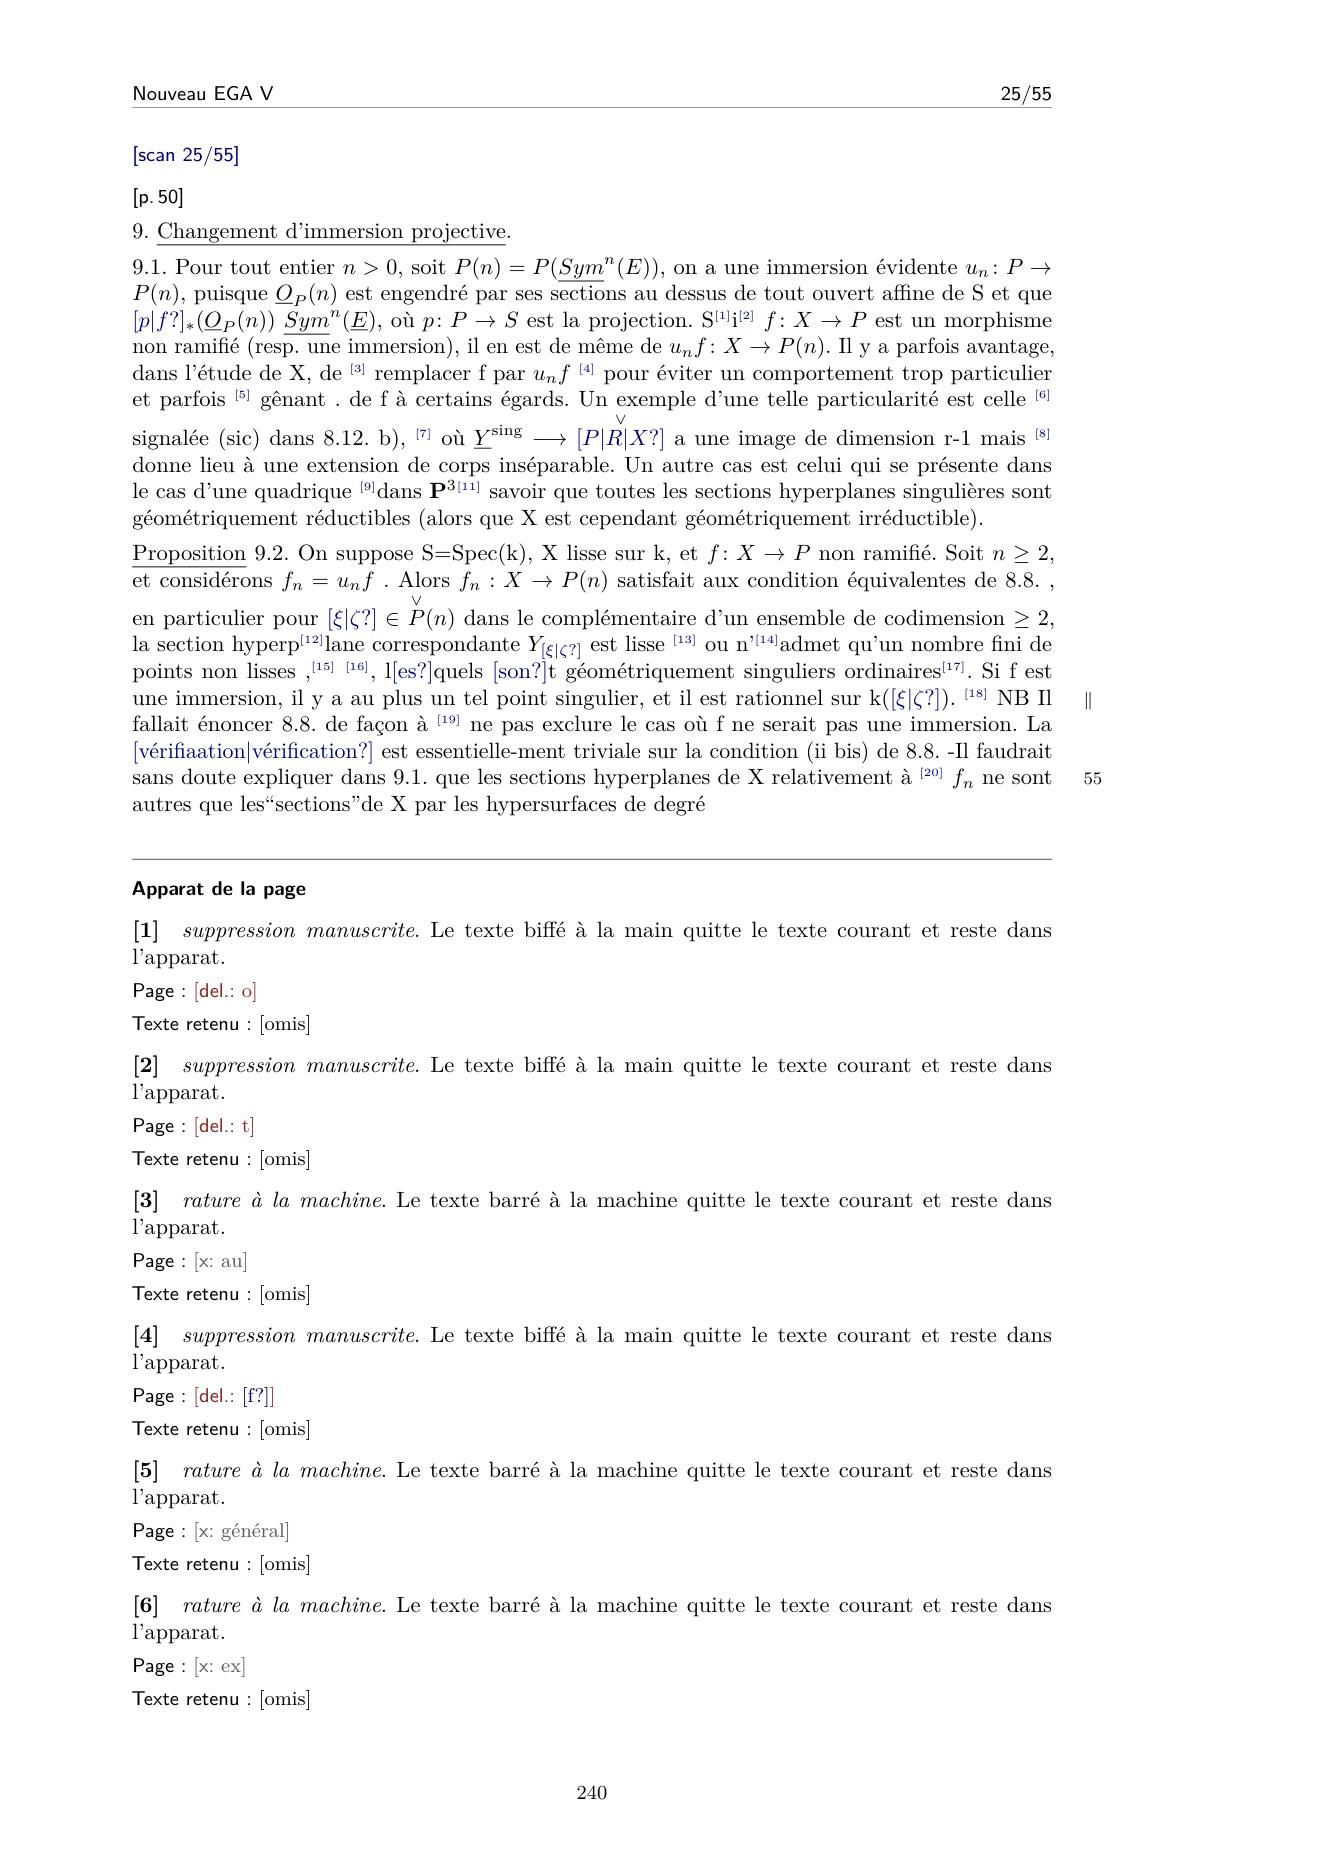 Nouveau EGA V 25/55
[scan 25/55]
[p. 50]
9. Changement d'immersion projective.
9.1. Pour tout entier n > 0, soit P(n) = P(Symⁿ(E)), on a une immersion évidente uₙ: P →
P(n), puisque O_P(n) est engendré par ses sections au dessus de tout ouvert affine de S et que
[p|f?]₊(O_P(n)) Symⁿ(E), où p: P → S est la projection. S[1]i[2] f: X → P est un morphisme
non ramifié (resp. une immersion), il en est de même de uₙf: X → P(n). Il y a parfois avantage,
dans l'étude de X, de [3] remplacer f par uₙf [4] pour éviter un comportement trop particulier
et parfois [5] gênant . de f à certains égards. Un exemple d'une telle particularité est celle [6]
signalée (sic) dans 8.12. b), [7] où Y^sing ⟶ [P|Ř|X?] a une image de dimension r-1 mais [8]
donne lieu à une extension de corps inséparable. Un autre cas est celui qui se présente dans
le cas d'une quadrique [9]dans P³[11] savoir que toutes les sections hyperplanes singulières sont
géométriquement réductibles (alors que X est cependant géométriquement irréductible).
Proposition 9.2. On suppose S=Spec(k), X lisse sur k, et f: X → P non ramifié. Soit n ≥ 2,
et considérons fₙ = uₙf . Alors fₙ : X → P(n) satisfait aux condition équivalentes de 8.8. ,
en particulier pour [ξ|ζ?] ∈ P̌(n) dans le complémentaire d'un ensemble de codimension ≥ 2,
la section hyperp[12]lane correspondante Y_[ξ|ζ?] est lisse [13] ou n'[14]admet qu'un nombre fini de
points non lisses ,[15] [16], l[es?]quels [son?]t géométriquement singuliers ordinaires[17]. Si f est
une immersion, il y a au plus un tel point singulier, et il est rationnel sur k([ξ|ζ?]). [18] NB Il ∥
fallait énoncer 8.8. de façon à [19] ne pas exclure le cas où f ne serait pas une immersion. La
[vérifiaation|vérification?] est essentielle-ment triviale sur la condition (ii bis) de 8.8. -Il faudrait
sans doute expliquer dans 9.1. que les sections hyperplanes de X relativement à [20] fₙ ne sont 55
autres que les“sections”de X par les hypersurfaces de degré
Apparat de la page
[1] suppression manuscrite. Le texte biffé à la main quitte le texte courant et reste dans
l'apparat.
Page : [del.: o]
Texte retenu : [omis]
[2] suppression manuscrite. Le texte biffé à la main quitte le texte courant et reste dans
l'apparat.
Page : [del.: t]
Texte retenu : [omis]
[3] rature à la machine. Le texte barré à la machine quitte le texte courant et reste dans
l'apparat.
Page : [x: au]
Texte retenu : [omis]
[4] suppression manuscrite. Le texte biffé à la main quitte le texte courant et reste dans
l'apparat.
Page : [del.: [f?]]
Texte retenu : [omis]
[5] rature à la machine. Le texte barré à la machine quitte le texte courant et reste dans
l'apparat.
Page : [x: général]
Texte retenu : [omis]
[6] rature à la machine. Le texte barré à la machine quitte le texte courant et reste dans
l'apparat.
Page : [x: ex]
Texte retenu : [omis]
240